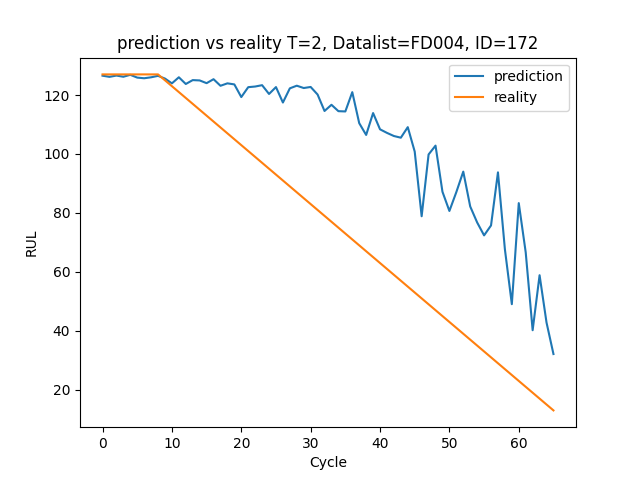 prediction vs reality T=2, Datalist=FD004, ID=172
prediction
reality
120
100
80
60
40
20
RUL
0 10 20 30 40 50 60
Cycle